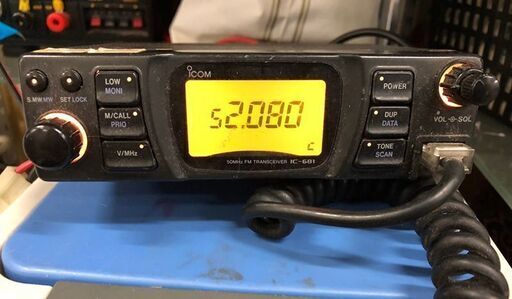 LOW
MONI
S.MW.MW
SET LOCK
M/CALL
PRIO
V/MHz
ICOM
52.080
c
50MHz FM TRANSCEIVER IC-681
POWER
DUP
DATA
TONE
SCAN
VOL SQL